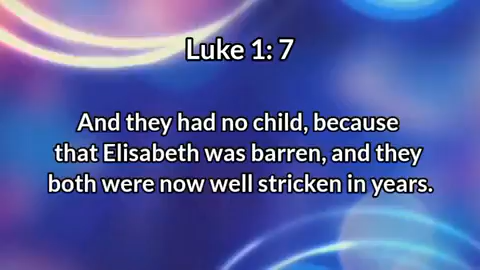 Luke 1: 7
And they had no child, because
that Elisabeth was barren, and they
both were now well stricken in years.